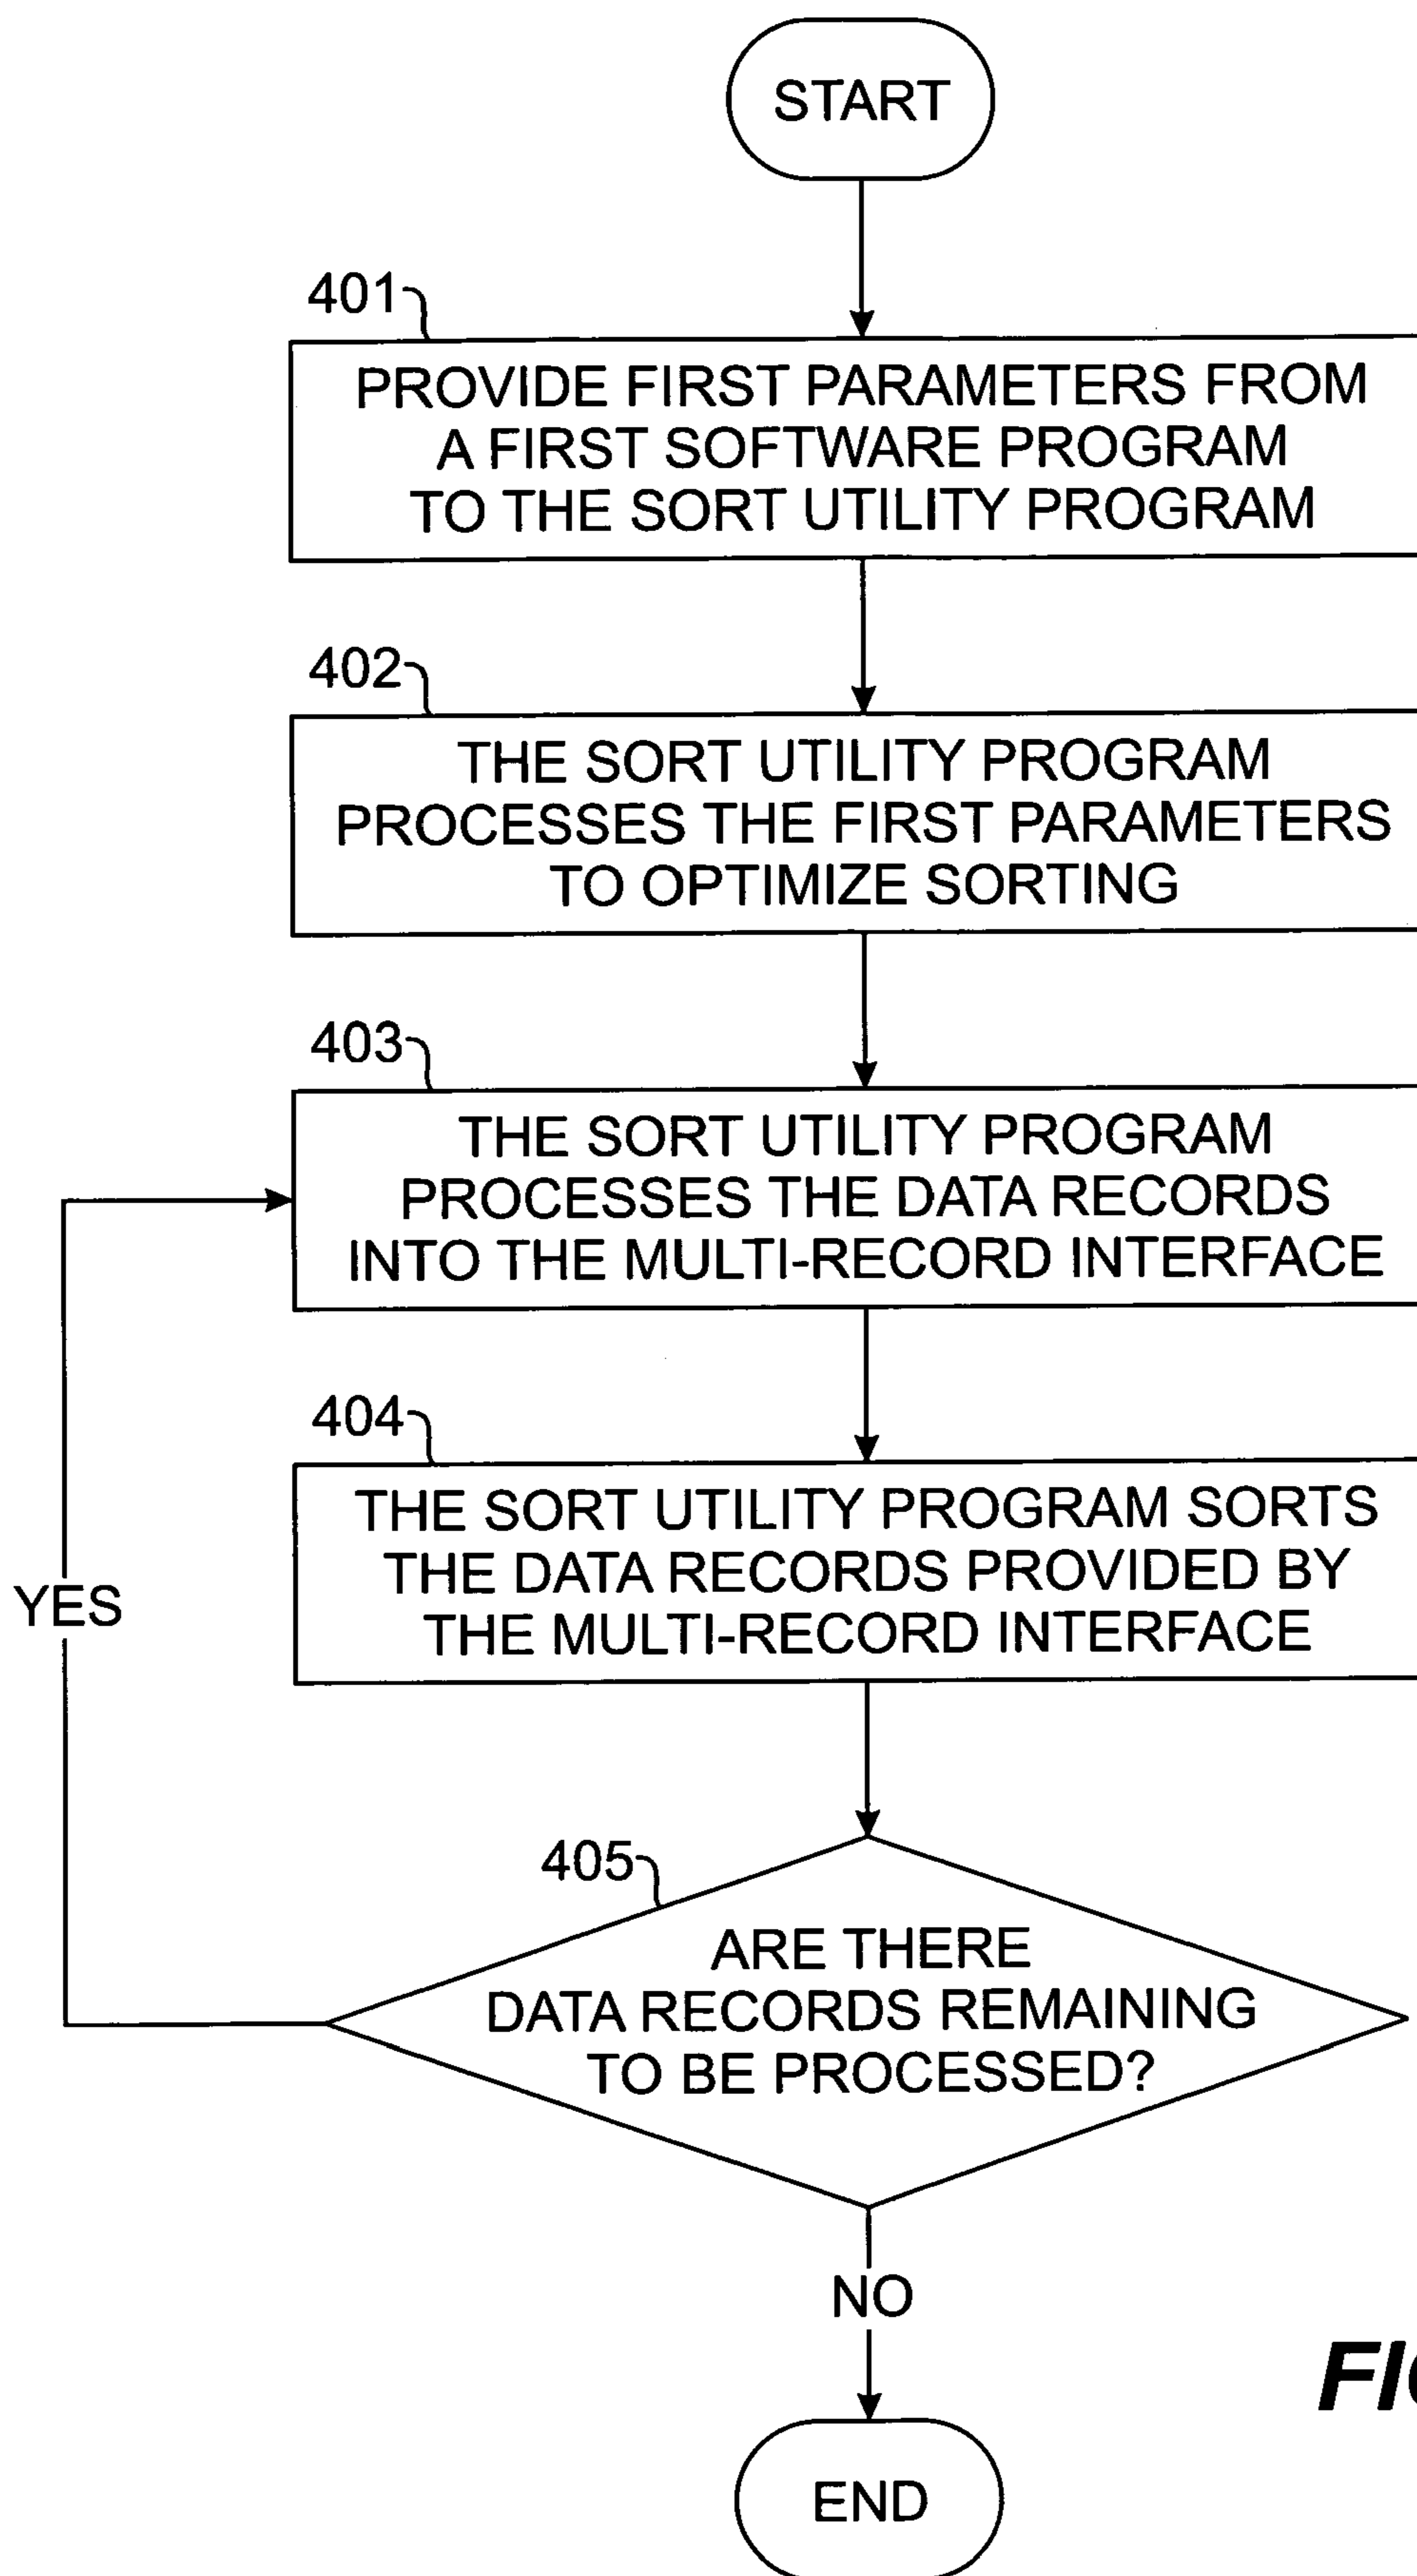 START
401
PROVIDE FIRST PARAMETERS FROM
A FIRST SOFTWARE PROGRAM
TO THE SORT UTILITY PROGRAM
402
THE SORT UTILITY PROGRAM
PROCESSES THE FIRST PARAMETERS
TO OPTIMIZE SORTING
403
THE SORT UTILITY PROGRAM
PROCESSES THE DATA RECORDS
INTO THE MULTI-RECORD INTERFACE
404
THE SORT UTILITY PROGRAM SORTS
THE DATA RECORDS PROVIDED BY
THE MULTI-RECORD INTERFACE
YES
405
ARE THERE
DATA RECORDS REMAINING
TO BE PROCESSED?
NO
END